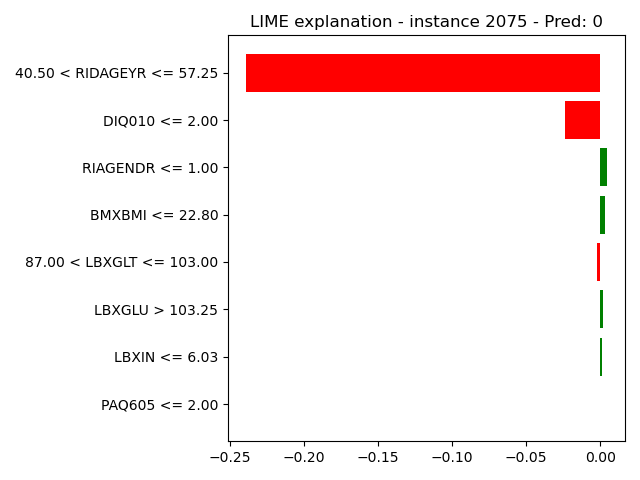 LIME explanation - instance 2075 - Pred: 0
40.50 < RIDAGEYR <= 57.25
DIQ010 <= 2.00
RIAGENDR <= 1.00
BMXBMI <= 22.80
87.00 < LBXGLT <= 103.00
LBXGLU > 103.25
LBXIN <= 6.03
PAQ605 <= 2.00
−0.25 −0.20 −0.15 −0.10 −0.05 0.00